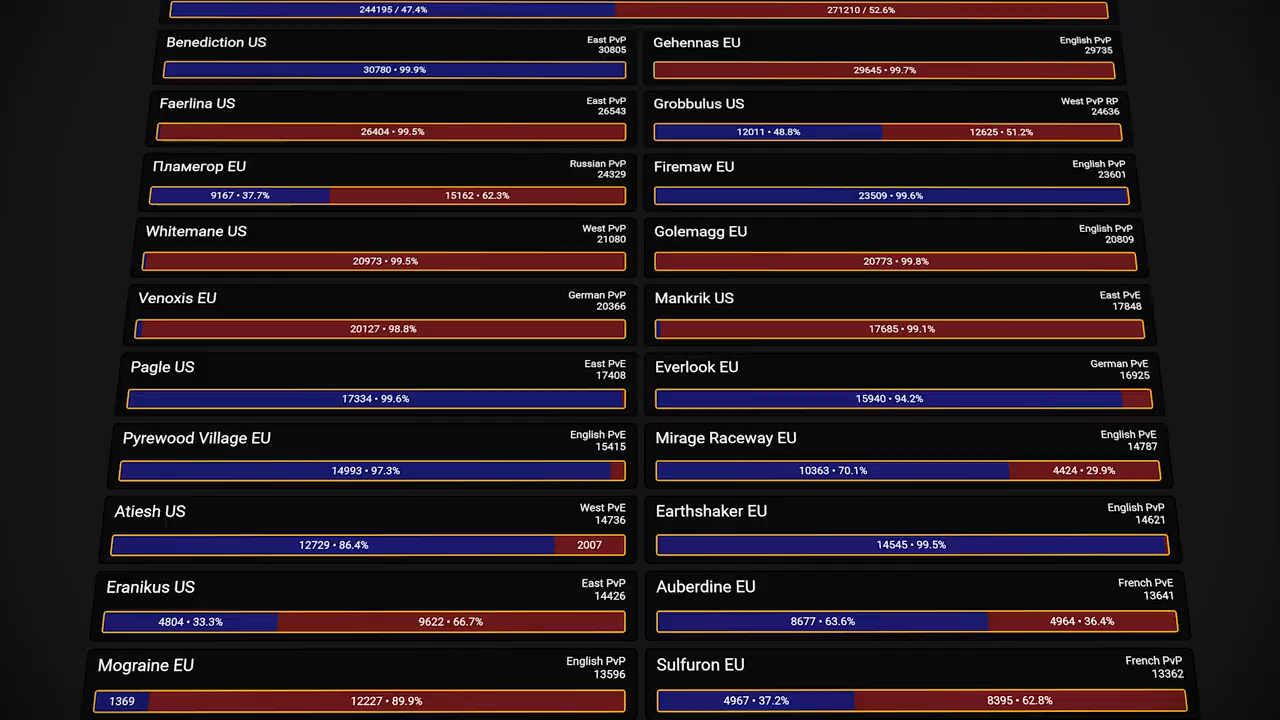 244195 / 47.4% 271210 / 52.6%
Benediction US East PvP
30805
30780 • 99.9%
Gehennas EU English PvP
29735
29645 • 99.7%
Faerlina US East PvP
26543
26404 • 99.5%
Grobbulus US West PvP RP
24636
12011 • 48.8% 12625 • 51.2%
Пламегор EU Russian PvP
24329
9167 • 37.7% 15162 • 62.3%
Firemaw EU English PvP
23601
23509 • 99.6%
Whitemane US West PvP
21080
20973 • 99.5%
Golemagg EU English PvP
20809
20773 • 99.8%
Venoxis EU German PvP
20366
20127 • 98.8%
Mankrik US East PvE
17848
17685 • 99.1%
Pagle US East PvE
17408
17334 • 99.6%
Everlook EU German PvE
16925
15940 • 94.2%
Pyrewood Village EU English PvE
15415
14993 • 97.3%
Mirage Raceway EU English PvE
14787
10363 • 70.1% 4424 • 29.9%
Atiesh US West PvE
14736
12729 • 86.4% 2007
Earthshaker EU English PvP
14621
14545 • 99.5%
Eranikus US East PvP
14426
4804 • 33.3% 9622 • 66.7%
Auberdine EU French PvE
13641
8677 • 63.6% 4964 • 36.4%
Mograine EU English PvP
13596
1369 12227 • 89.9%
Sulfuron EU French PvP
13362
4967 • 37.2% 8395 • 62.8%